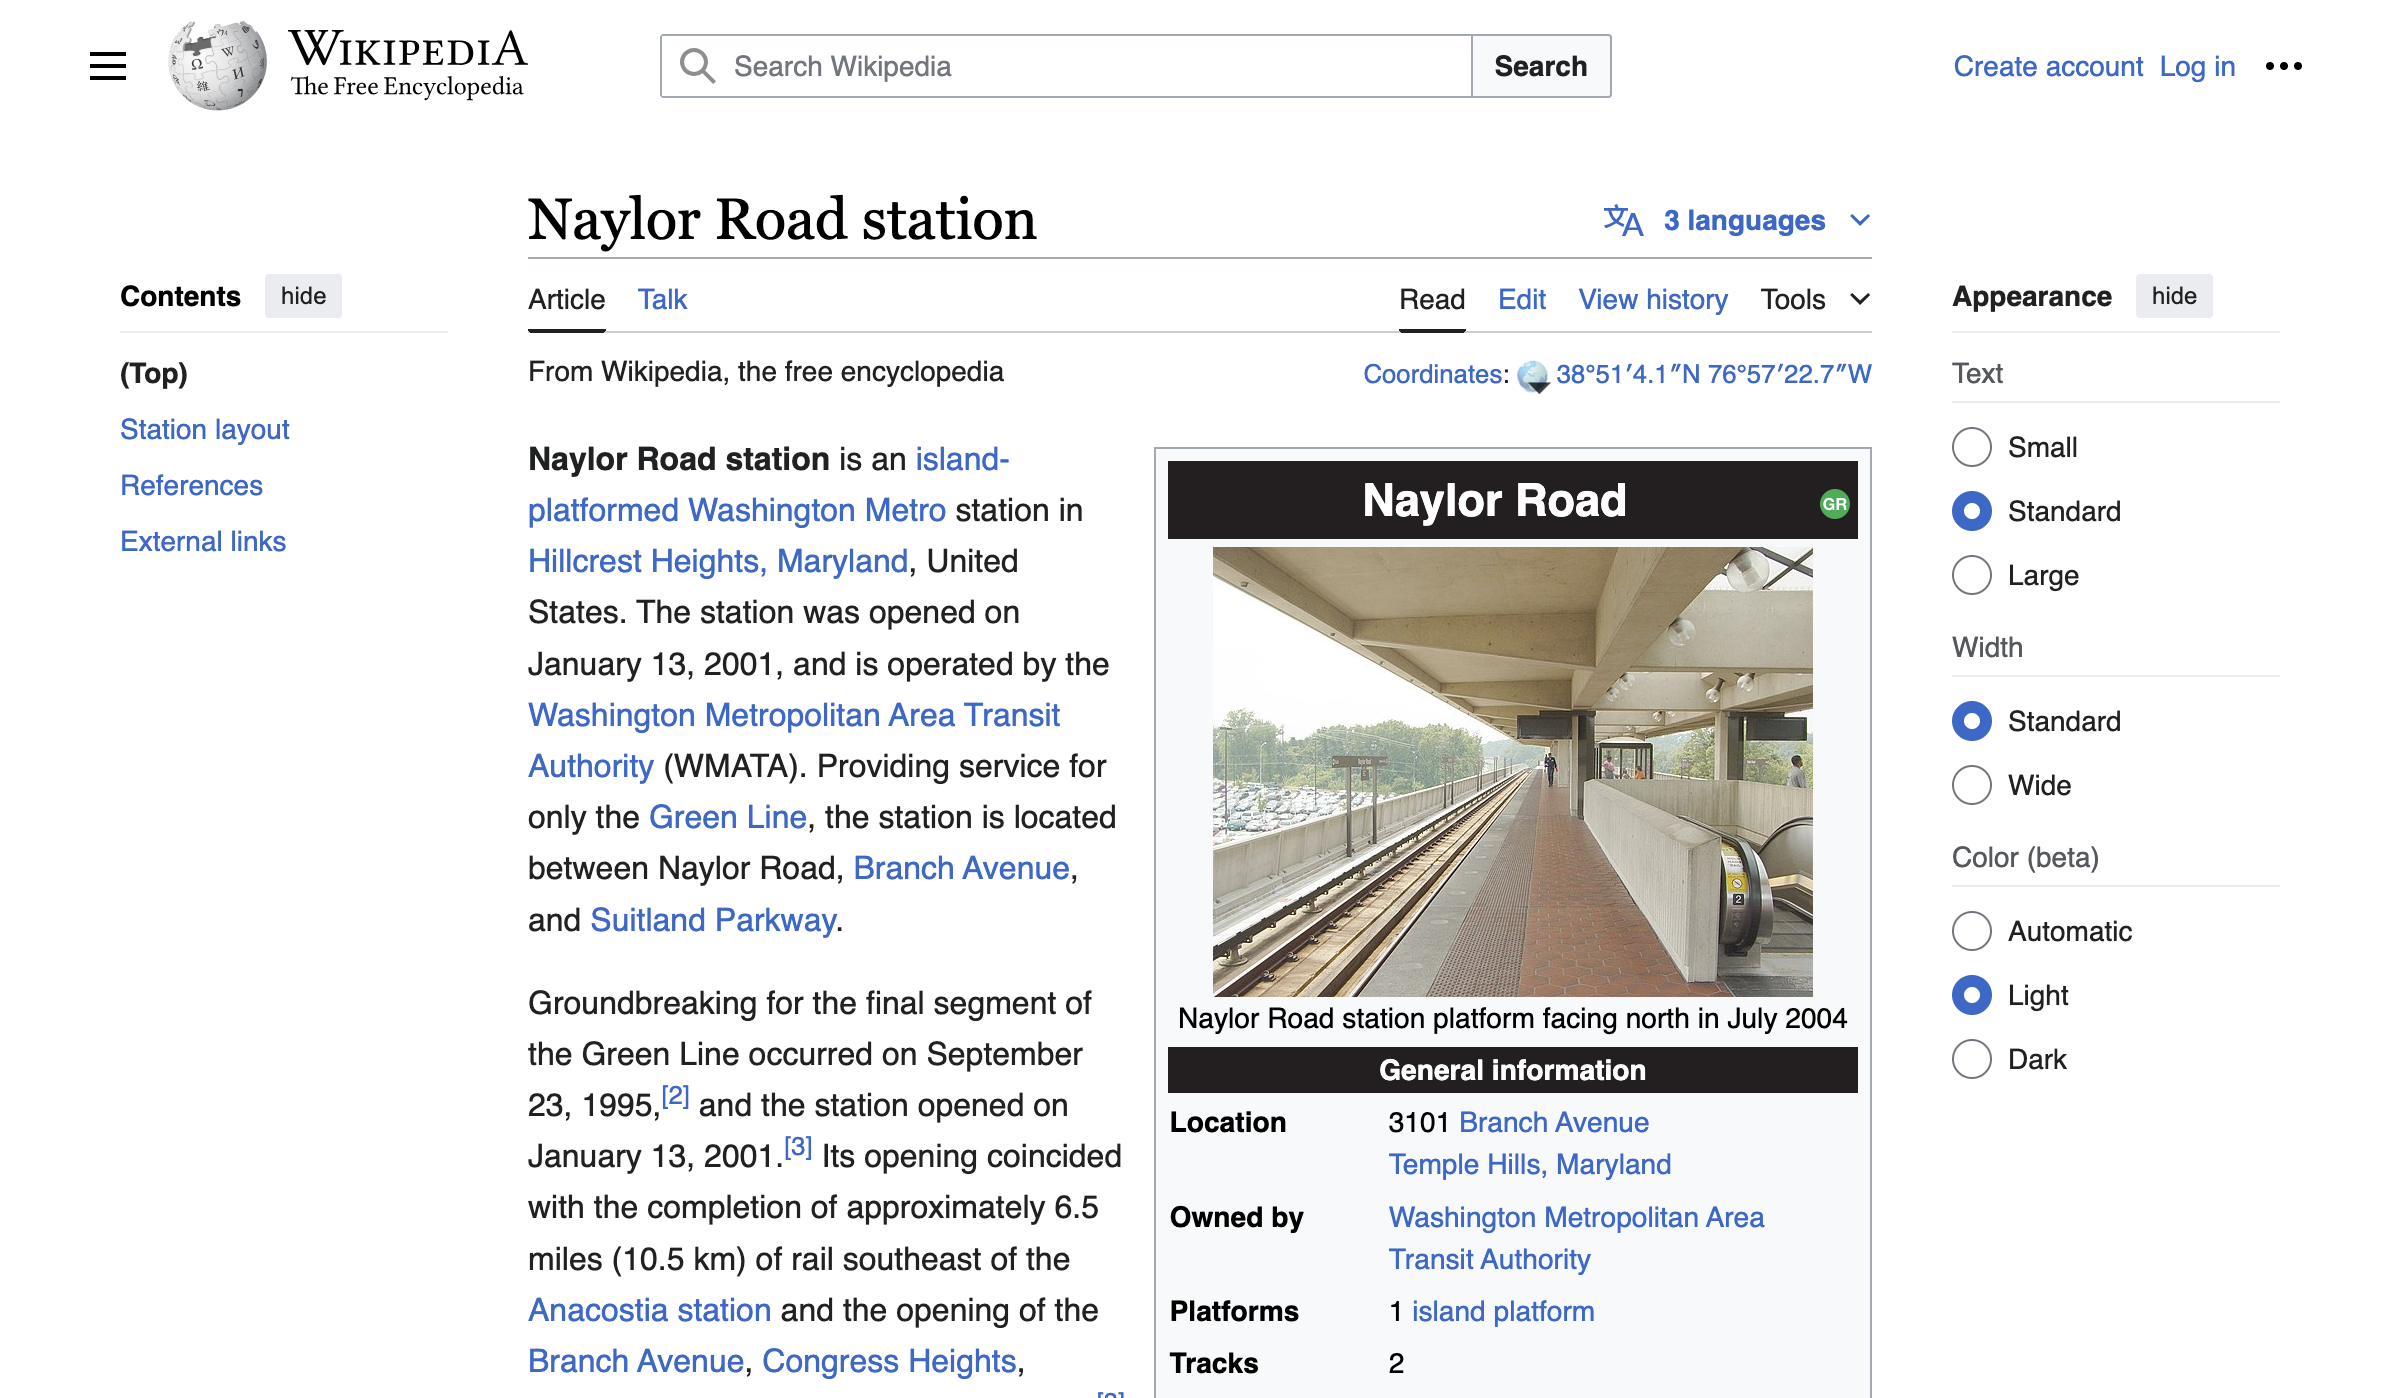 WIKIPEDIA
The Free Encyclopedia
Search Wikipedia
Search
Create account Log in
Naylor Road station
3 languages
Contents hide
(Top)
Station layout
References
External links
Article Talk
Read Edit View history Tools
From Wikipedia, the free encyclopedia
Coordinates: 38°51′4.1″N 76°57′22.7″W
Naylor Road station is an island-
platformed Washington Metro station in
Hillcrest Heights, Maryland, United
States. The station was opened on
January 13, 2001, and is operated by the
Washington Metropolitan Area Transit
Authority (WMATA). Providing service for
only the Green Line, the station is located
between Naylor Road, Branch Avenue,
and Suitland Parkway.
Groundbreaking for the final segment of
the Green Line occurred on September
23, 1995,[2] and the station opened on
January 13, 2001.[3] Its opening coincided
with the completion of approximately 6.5
miles (10.5 km) of rail southeast of the
Anacostia station and the opening of the
Branch Avenue, Congress Heights,
Naylor Road GR
2
Naylor Road station platform facing north in July 2004
General information
Location 3101 Branch Avenue
Temple Hills, Maryland
Owned by Washington Metropolitan Area
Transit Authority
Platforms 1 island platform
Tracks 2
Appearance hide
Text
Small
Standard
Large
Width
Standard
Wide
Color (beta)
Automatic
Light
Dark